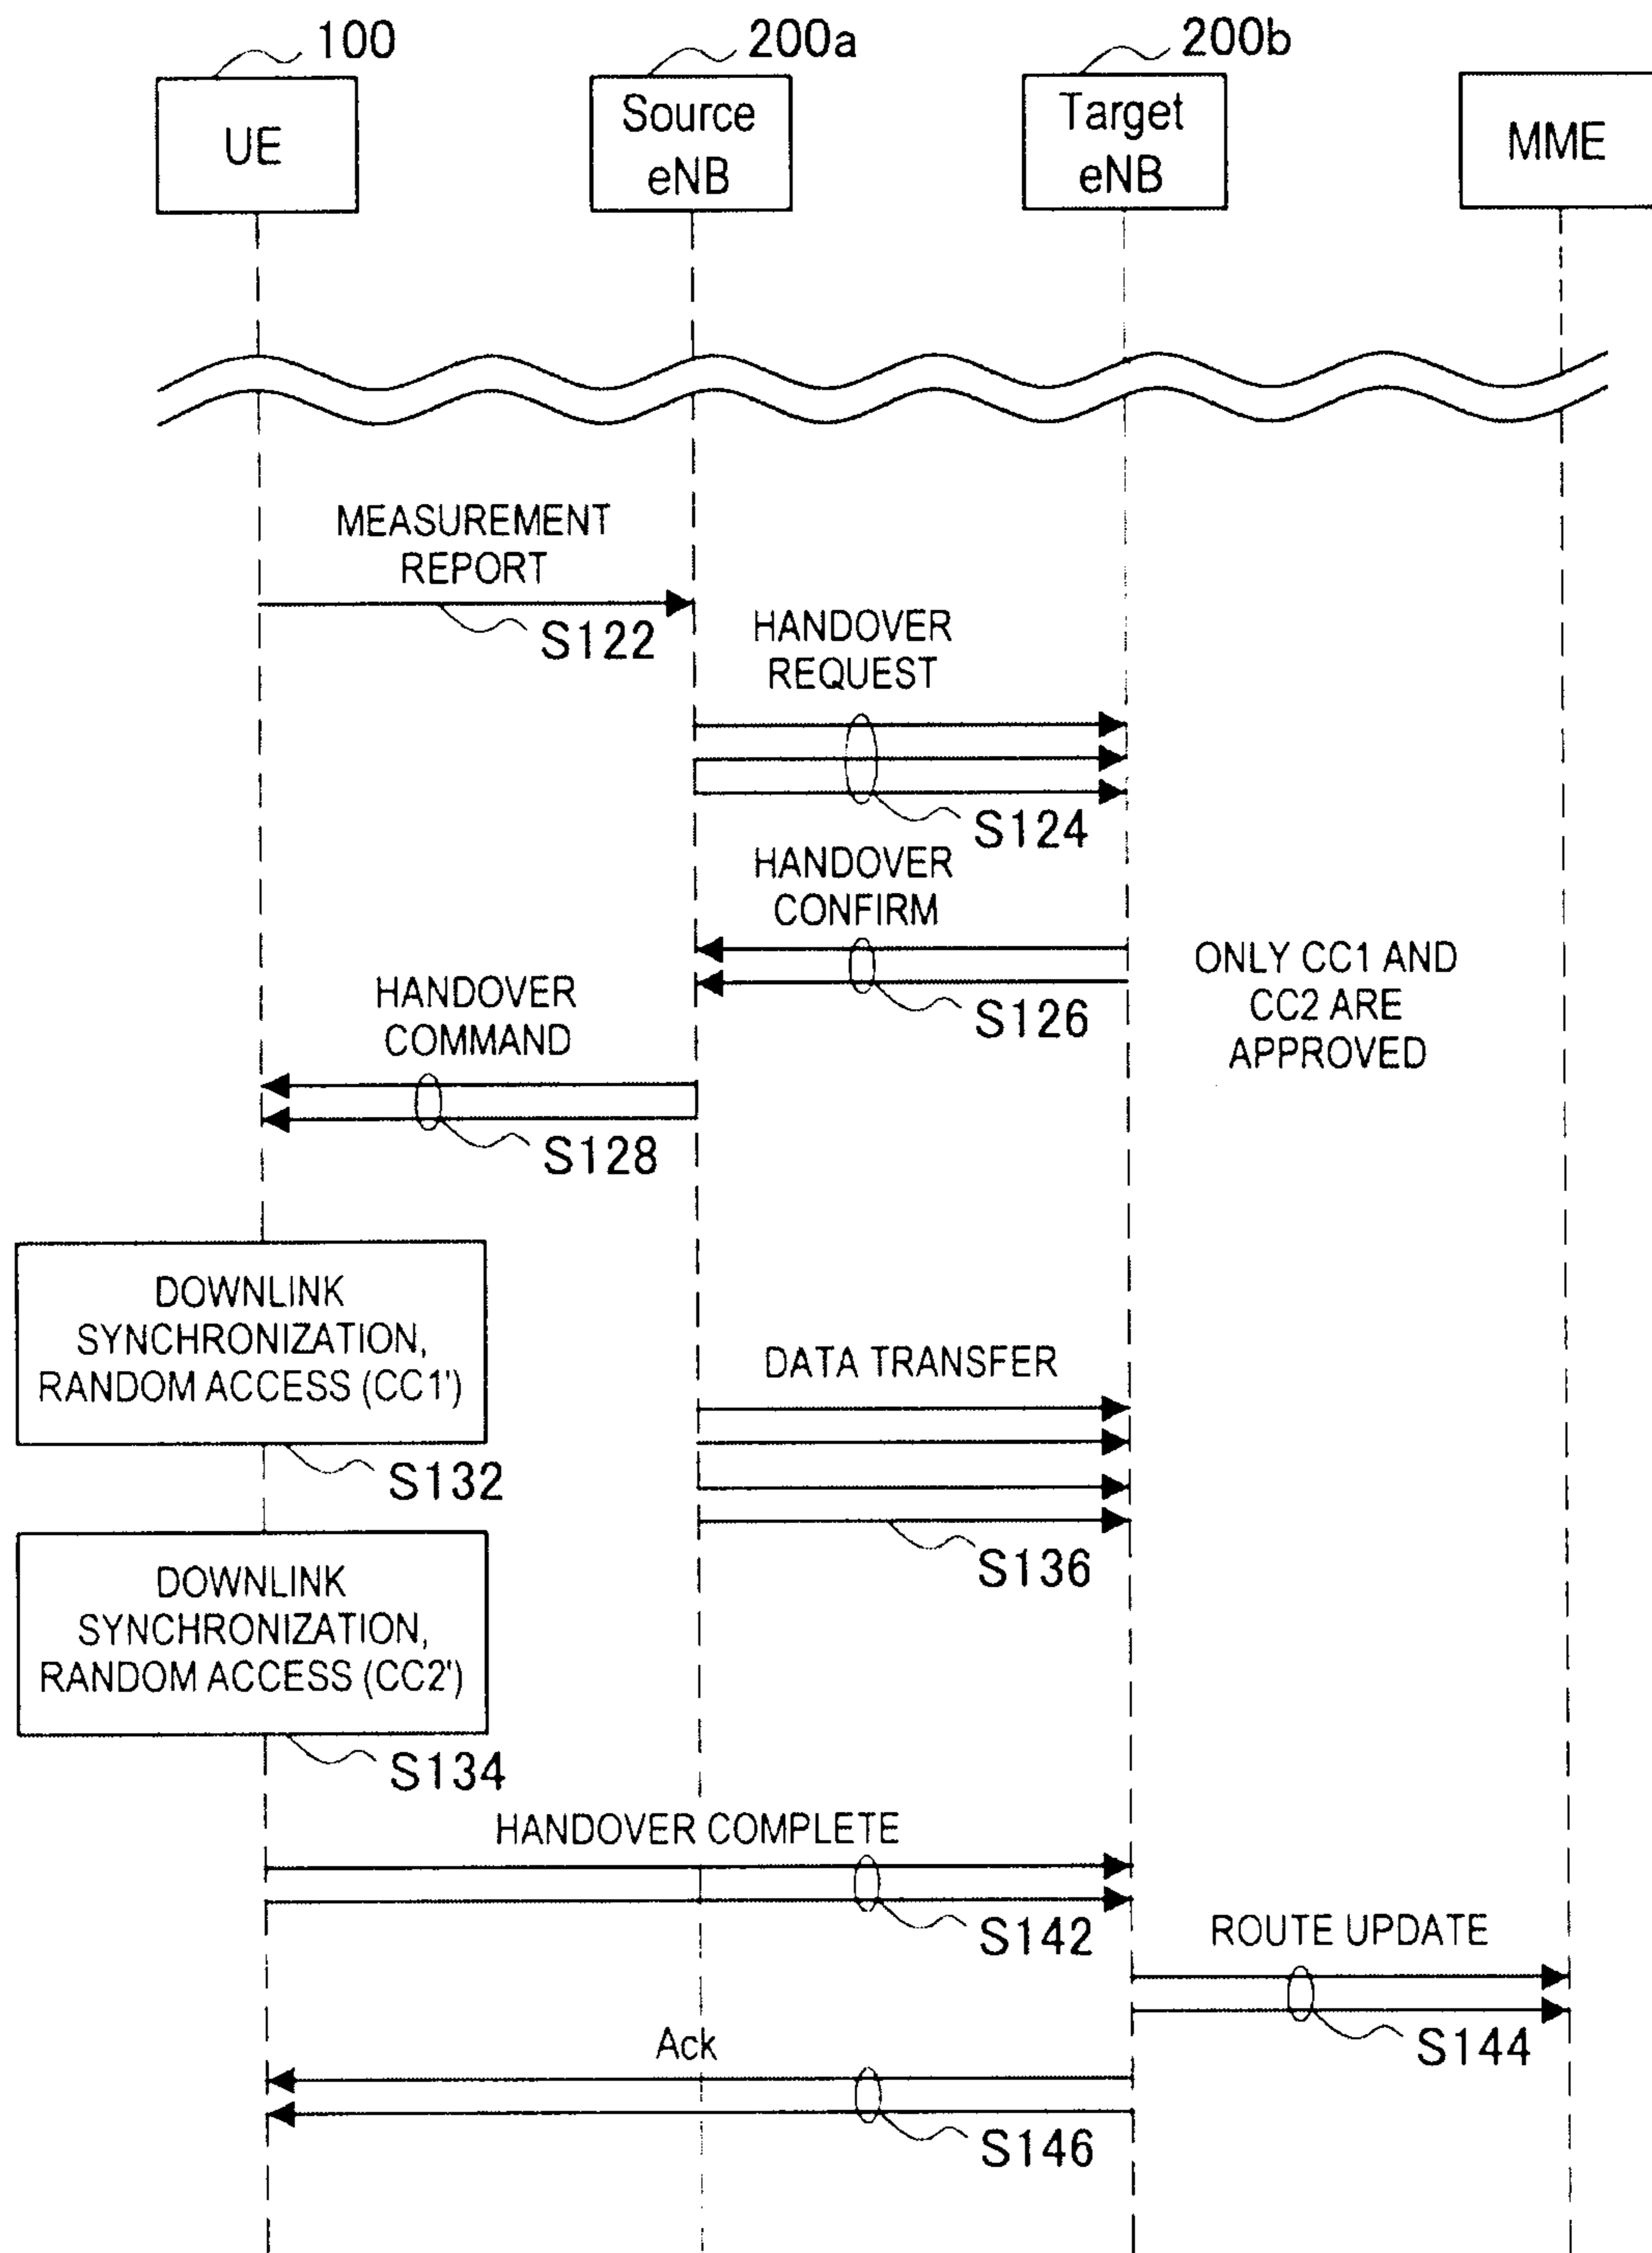 100
200a
200b
UE
Source
eNB
Target
eNB
MME
MEASUREMENT
REPORT
S122
HANDOVER
REQUEST
S124
HANDOVER
CONFIRM
S126
ONLY CC1 AND
CC2 ARE
APPROVED
HANDOVER
COMMAND
S128
DOWNLINK
SYNCHRONIZATION,
RANDOM ACCESS (CC1')
S132
DATA TRANSFER
S136
DOWNLINK
SYNCHRONIZATION,
RANDOM ACCESS (CC2')
S134
HANDOVER COMPLETE
S142
ROUTE UPDATE
S144
Ack
S146